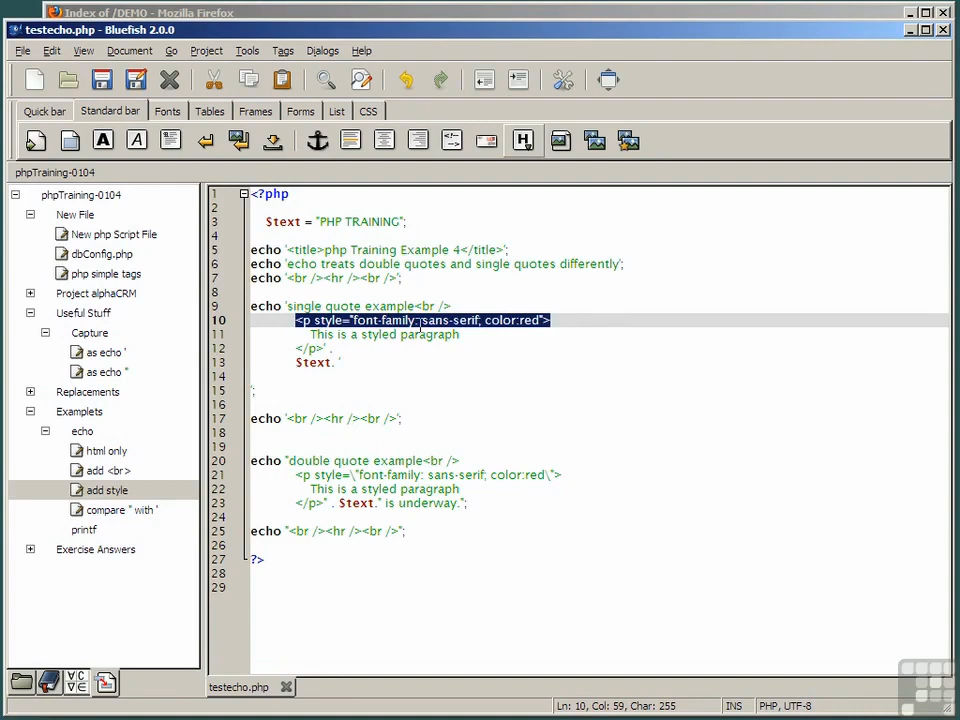 Index of /DEMO - Mozilla Firefox
testecho.php - Bluefish 2.0.0
File Edit View Document Go Project Tools Tags Dialogs Help
Quick bar Standard bar Fonts Tables Frames Forms List CSS
phpTraining-0104
phpTraining-0104
New File
New php Script File
dbConfig.php
php simple tags
Project alphaCRM
Useful Stuff
Capture
as echo '
as echo "
Replacements
Examplets
echo
html only
add <br>
add style
compare " with '
printf
Exercise Answers
1 <?php
2
3 $text = "PHP TRAINING";
4
5 echo '<title>php Training Example 4</title>';
6 echo 'echo treats double quotes and single quotes differently';
7 echo '<br /><hr /><br />';
8
9 echo 'single quote example<br />
10 <p style="font-family: sans-serif; color:red">
11 This is a styled paragraph
12 </p>' .
13 $text. '
14
15 ';
16
17 echo '<br /><hr /><br />';
18
19
20 echo "double quote example<br />
21 <p style=\"font-family: sans-serif; color:red\">
22 This is a styled paragraph
23 </p>" . $text." is underway.";
24
25 echo "<br /><hr /><br />";
26
27 ?>
28
29
testecho.php
Ln: 10, Col: 59, Char: 255 INS PHP, UTF-8